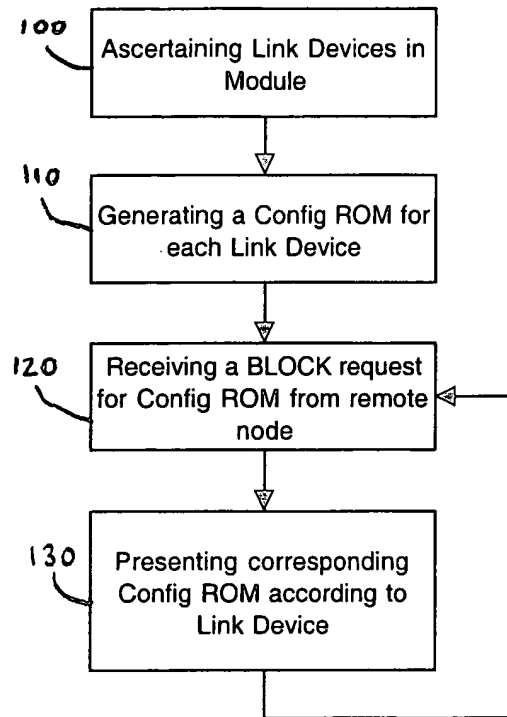 100
Ascertaining Link Devices in
Module
110
Generating a Config ROM for
each Link Device
120
Receiving a BLOCK request
for Config ROM from remote
node
130
Presenting corresponding
Config ROM according to
Link Device